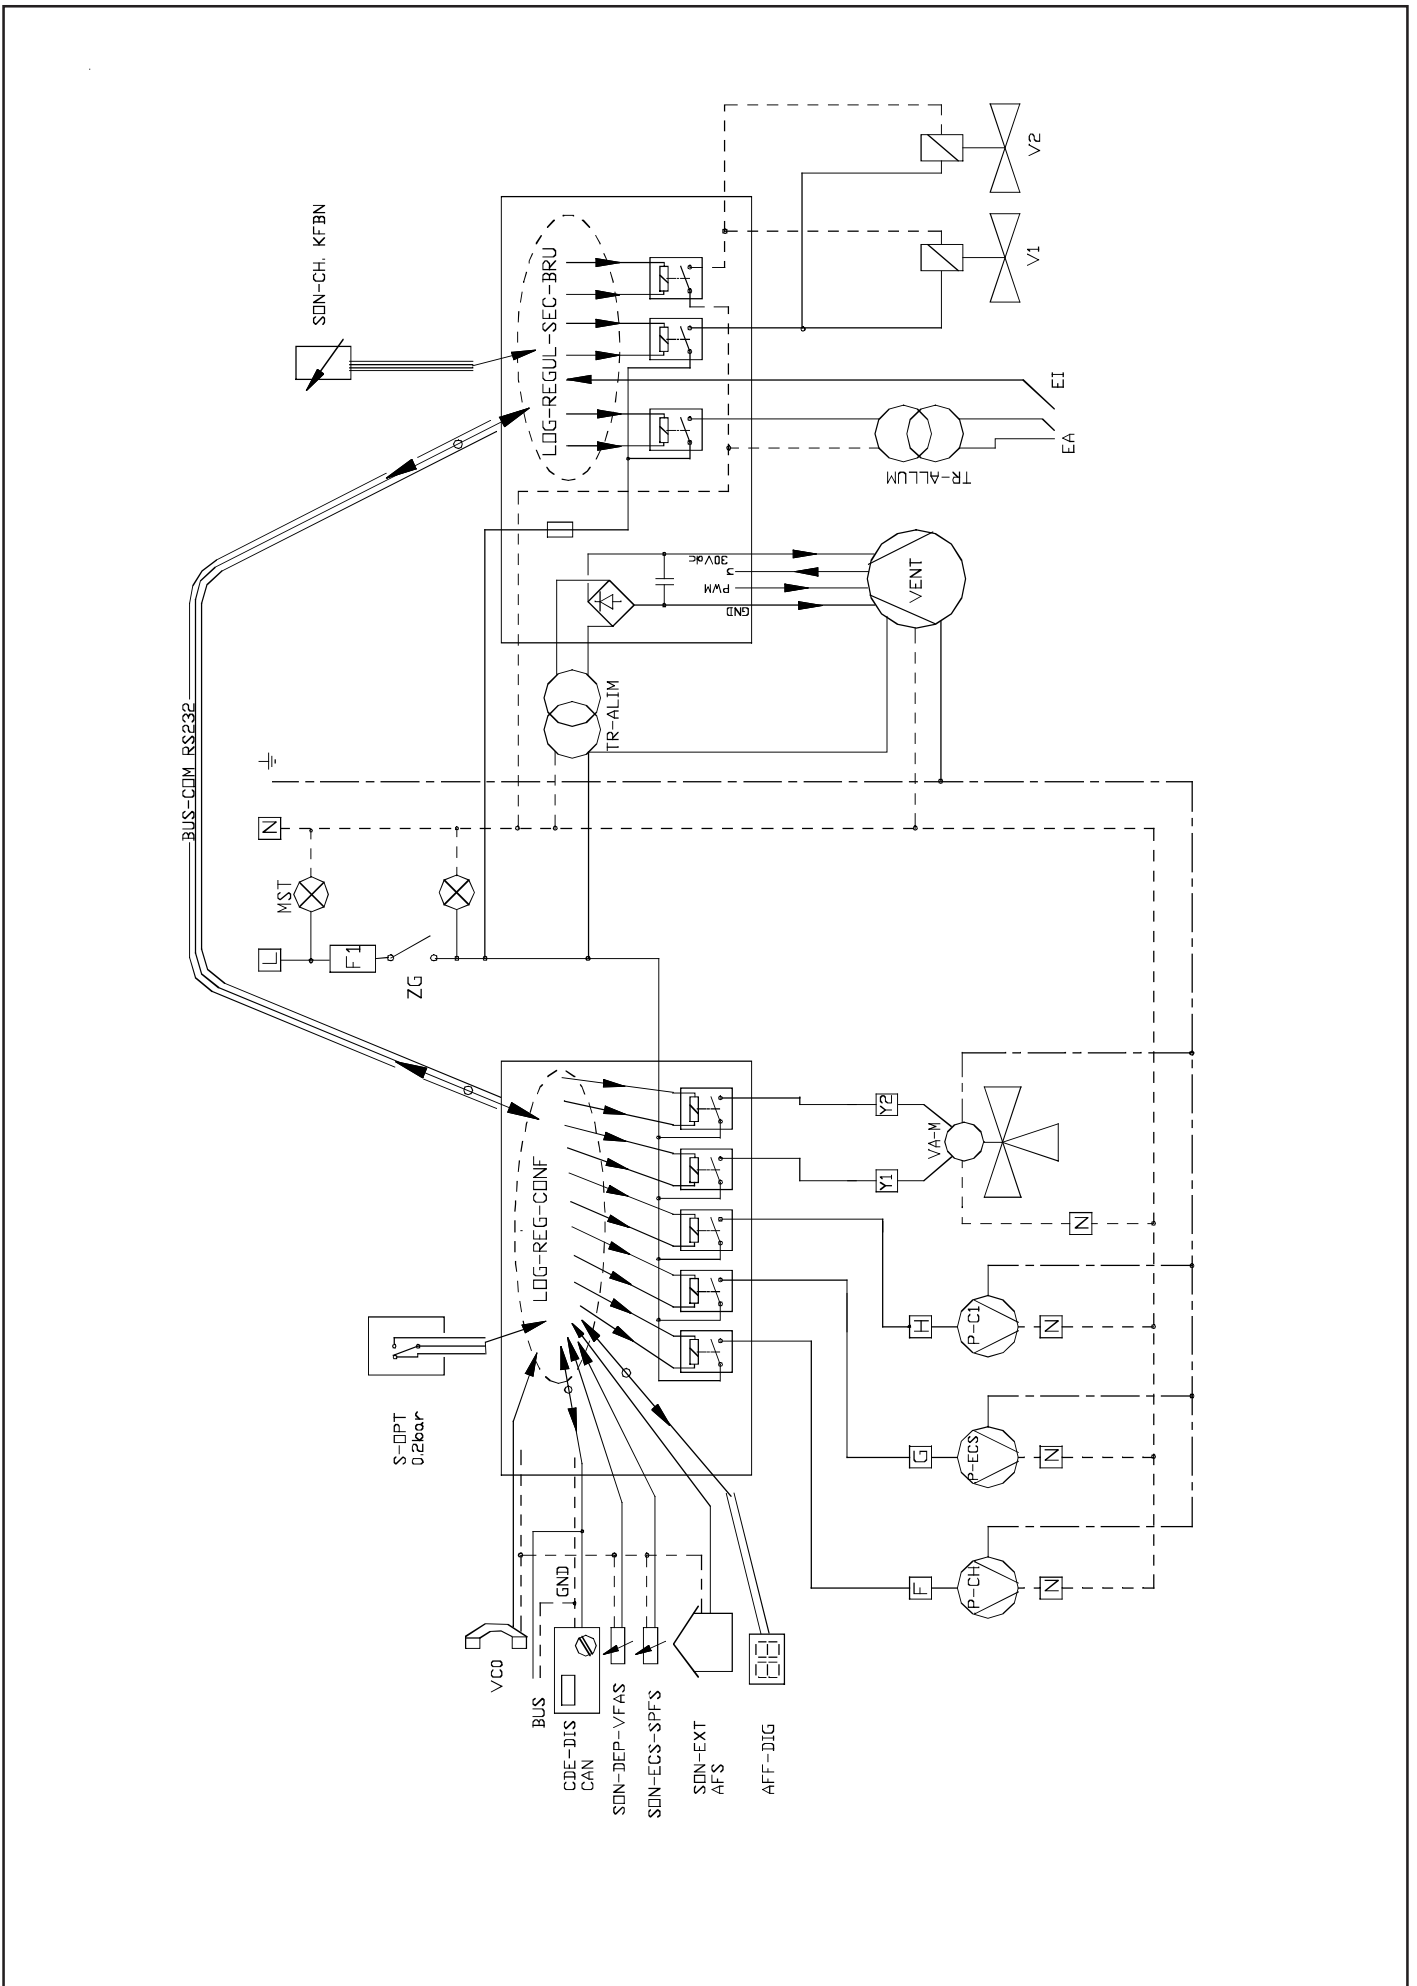 BUS-COM RS232
SON-CH. KFBN
LOG-REGUL-SEC-BRU
V2
V1
EI
EA
TR-ALLUM
30Vdc
3
PWM
GND
VENT
TR-ALIM
N
MST
L
F1
ZG
LOG-REG-CONF
S-OPT
0.2bar
Y2
Y1
VA-M
N
H
P-C1
N
G
P-ECS
N
F
P-CH
N
VCO
BUS
GND
CDE-DIS
CAN
SON-DEP-VFAS
SON-ECS-SPFS
SON-EXT
AFS
AFF-DIG